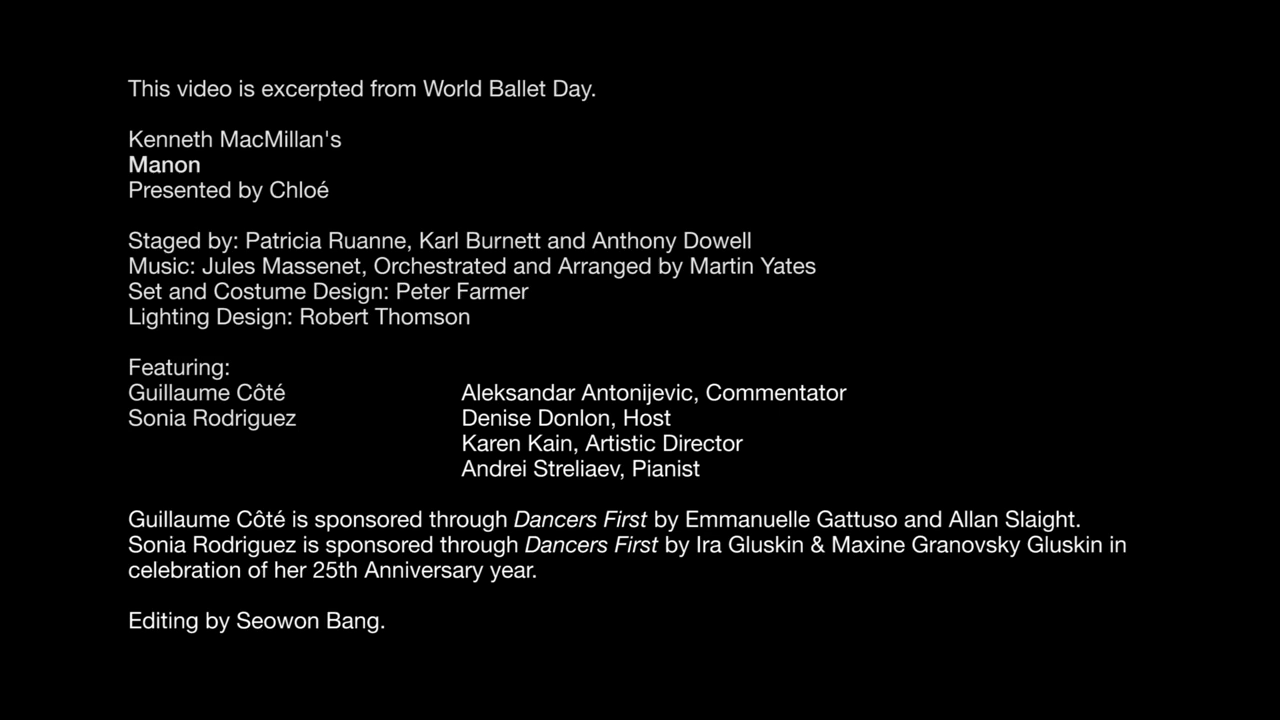 This video is excerpted from World Ballet Day.
Kenneth MacMillan's
Manon
Presented by Chloé
Staged by: Patricia Ruanne, Karl Burnett and Anthony Dowell
Music: Jules Massenet, Orchestrated and Arranged by Martin Yates
Set and Costume Design: Peter Farmer
Lighting Design: Robert Thomson
Featuring:
Guillaume Côté Aleksandar Antonijevic, Commentator
Sonia Rodriguez Denise Donlon, Host
Karen Kain, Artistic Director
Andrei Streliaev, Pianist
Guillaume Côté is sponsored through Dancers First by Emmanuelle Gattuso and Allan Slaight.
Sonia Rodriguez is sponsored through Dancers First by Ira Gluskin & Maxine Granovsky Gluskin in
celebration of her 25th Anniversary year.
Editing by Seowon Bang.